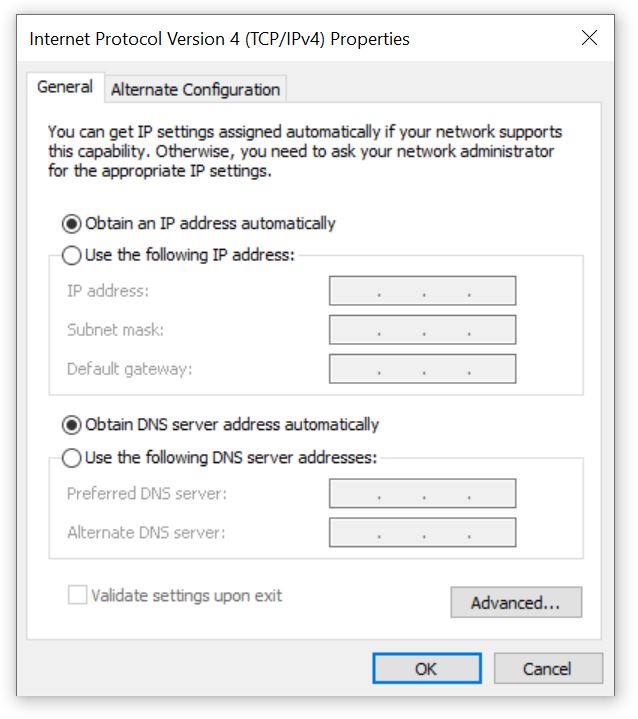 Internet Protocol Version 4 (TCP/IPv4) Properties
General
Alternate Configuration
You can get IP settings assigned automatically if your network supports
this capability. Otherwise, you need to ask your network administrator
for the appropriate IP settings.
Obtain an IP address automatically
Use the following IP address:
IP address:
Subnet mask:
Default gateway:
Obtain DNS server address automatically
Use the following DNS server addresses:
Preferred DNS server:
Alternate DNS server:
Validate settings upon exit
Advanced...
OK
Cancel